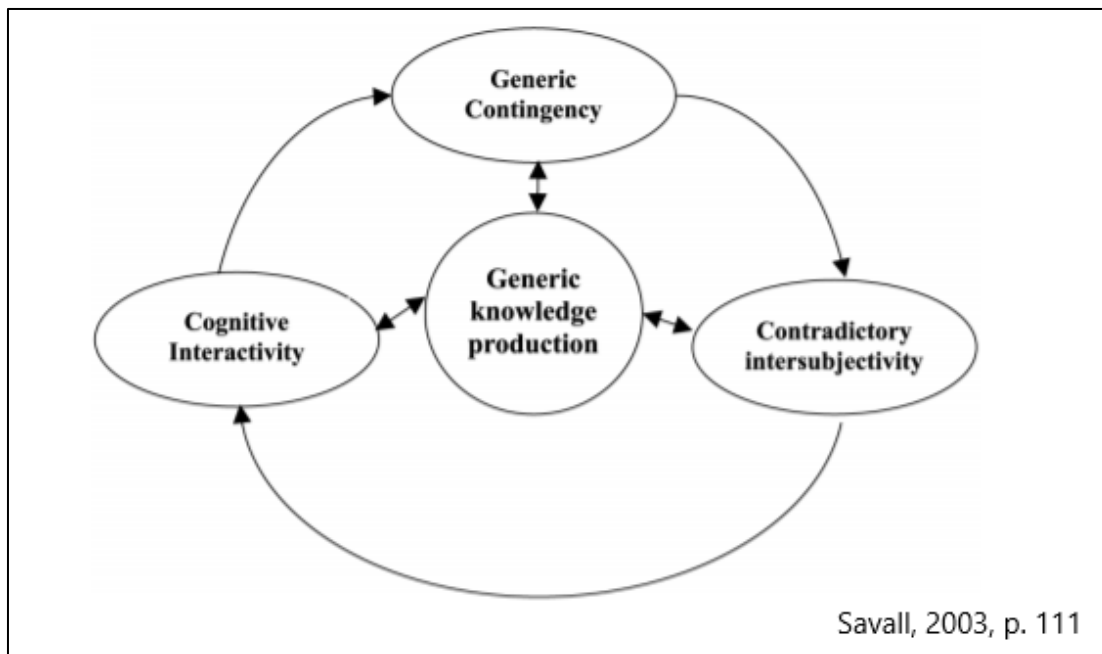 Generic
Contingency
Generic
knowledge
production
Cognitive
Interactivity
Contradictory
intersubjectivity
Savall, 2003, p. 111